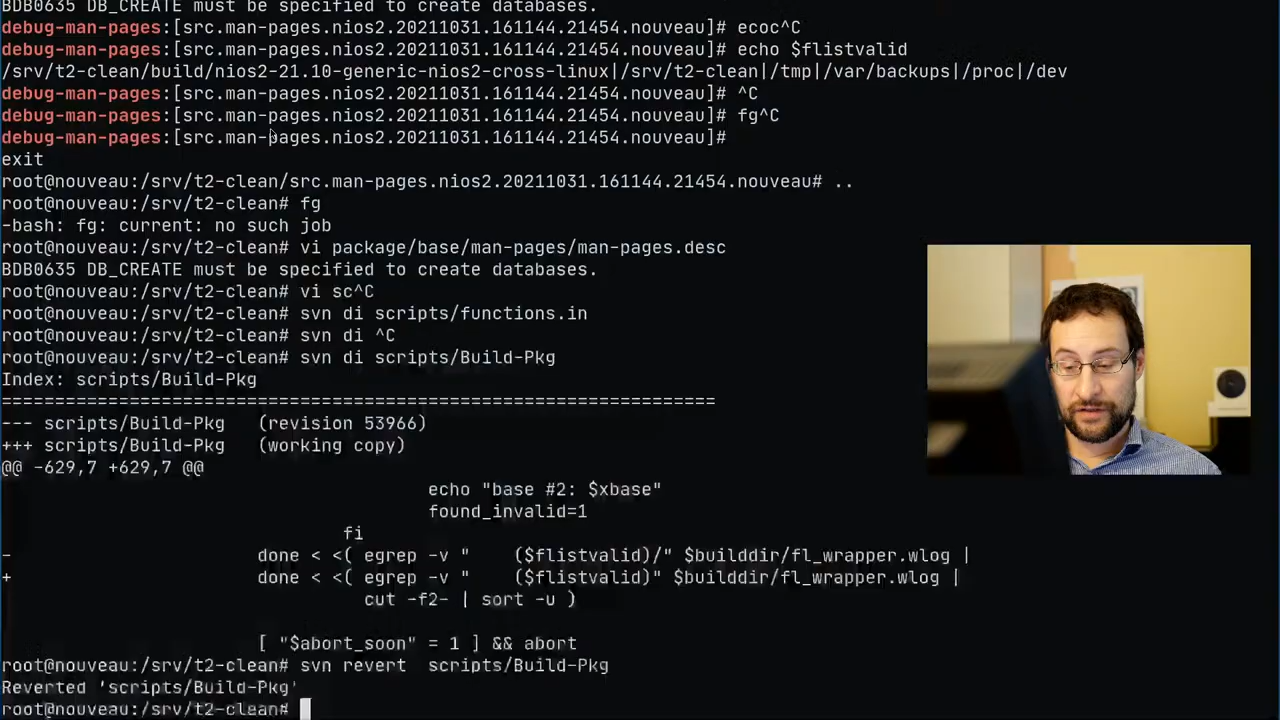 BDB0635 DB_CREATE must be specified to create databases.
debug-man-pages:[src.man-pages.nios2.20211031.161144.21454.nouveau]# ecoc^C
debug-man-pages:[src.man-pages.nios2.20211031.161144.21454.nouveau]# echo $flistvalid
/srv/t2-clean/build/nios2-21.10-generic-nios2-cross-linux|/srv/t2-clean|/tmp|/var/backups|/proc|/dev
debug-man-pages:[src.man-pages.nios2.20211031.161144.21454.nouveau]# ^C
debug-man-pages:[src.man-pages.nios2.20211031.161144.21454.nouveau]# fg^C
debug-man-pages:[src.man-pages.nios2.20211031.161144.21454.nouveau]#
exit
root@nouveau:/srv/t2-clean/src.man-pages.nios2.20211031.161144.21454.nouveau# ..
root@nouveau:/srv/t2-clean# fg
-bash: fg: current: no such job
root@nouveau:/srv/t2-clean# vi package/base/man-pages/man-pages.desc
BDB0635 DB_CREATE must be specified to create databases.
root@nouveau:/srv/t2-clean# vi sc^C
root@nouveau:/srv/t2-clean# svn di scripts/functions.in
root@nouveau:/srv/t2-clean# svn di ^C
root@nouveau:/srv/t2-clean# svn di scripts/Build-Pkg
Index: scripts/Build-Pkg
===================================================================
--- scripts/Build-Pkg   (revision 53966)
+++ scripts/Build-Pkg   (working copy)
@@ -629,7 +629,7 @@
echo "base #2: $xbase"
found_invalid=1
fi
- done < <( egrep -v "    ($flistvalid)/" $builddir/fl_wrapper.wlog |
+ done < <( egrep -v "    ($flistvalid)" $builddir/fl_wrapper.wlog |
cut -f2- | sort -u )
[ "$abort_soon" = 1 ] && abort
root@nouveau:/srv/t2-clean# svn revert  scripts/Build-Pkg
Reverted 'scripts/Build-Pkg'
root@nouveau:/srv/t2-clean#